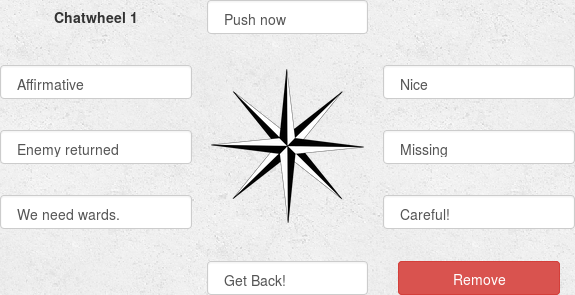 Chatwheel 1
Push now
Affirmative
Nice
Enemy returned
Missing
We need wards.
Careful!
Get Back!
Remove